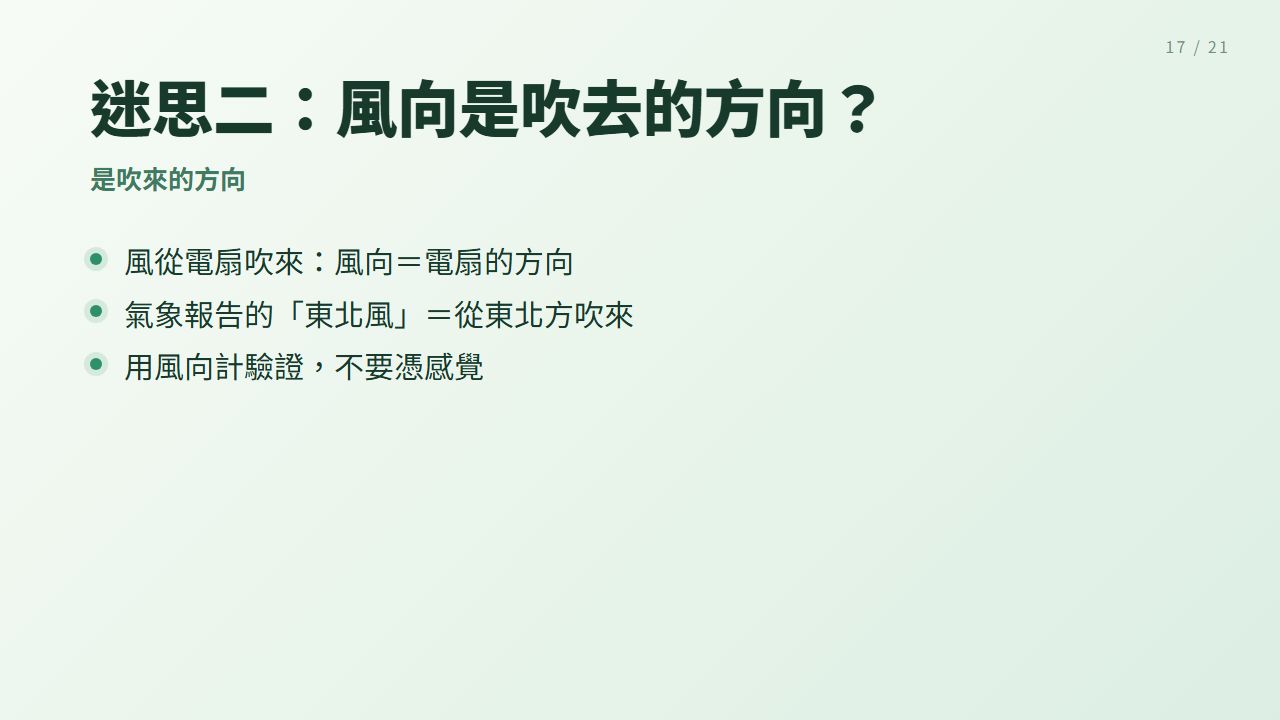 17 / 21
迷思二：風向是吹去的方向？
是吹來的方向
風從電扇吹來：風向＝電扇的方向
氣象報告的「東北風」＝從東北方吹來
用風向計驗證，不要憑感覺